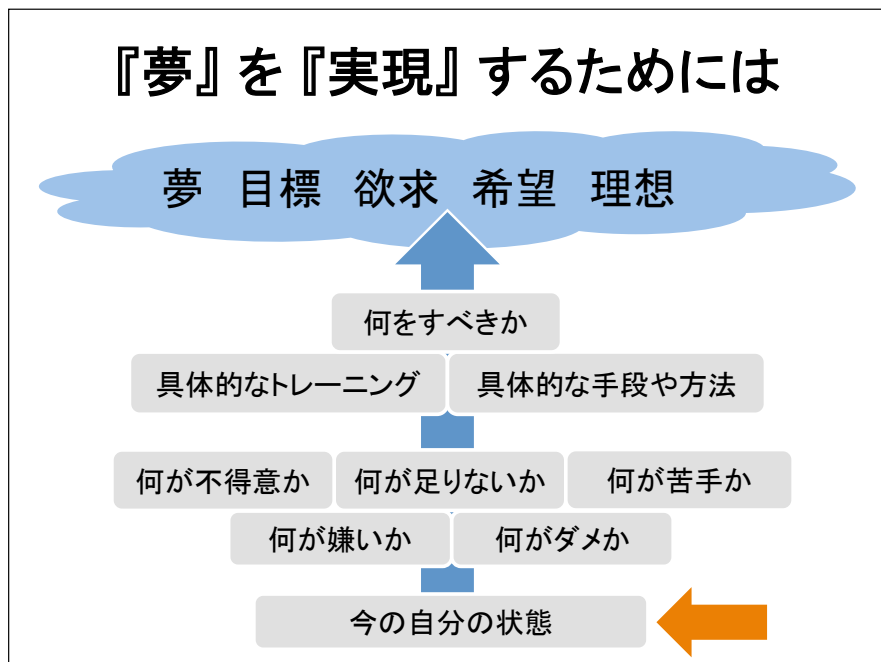 『夢』を『実現』するためには
夢　目標　欲求　希望　理想
何をすべきか
具体的なトレーニング　具体的な手段や方法
何が不得意か　何が足りないか　何が苦手か
何が嫌いか　何がダメか
今の自分の状態